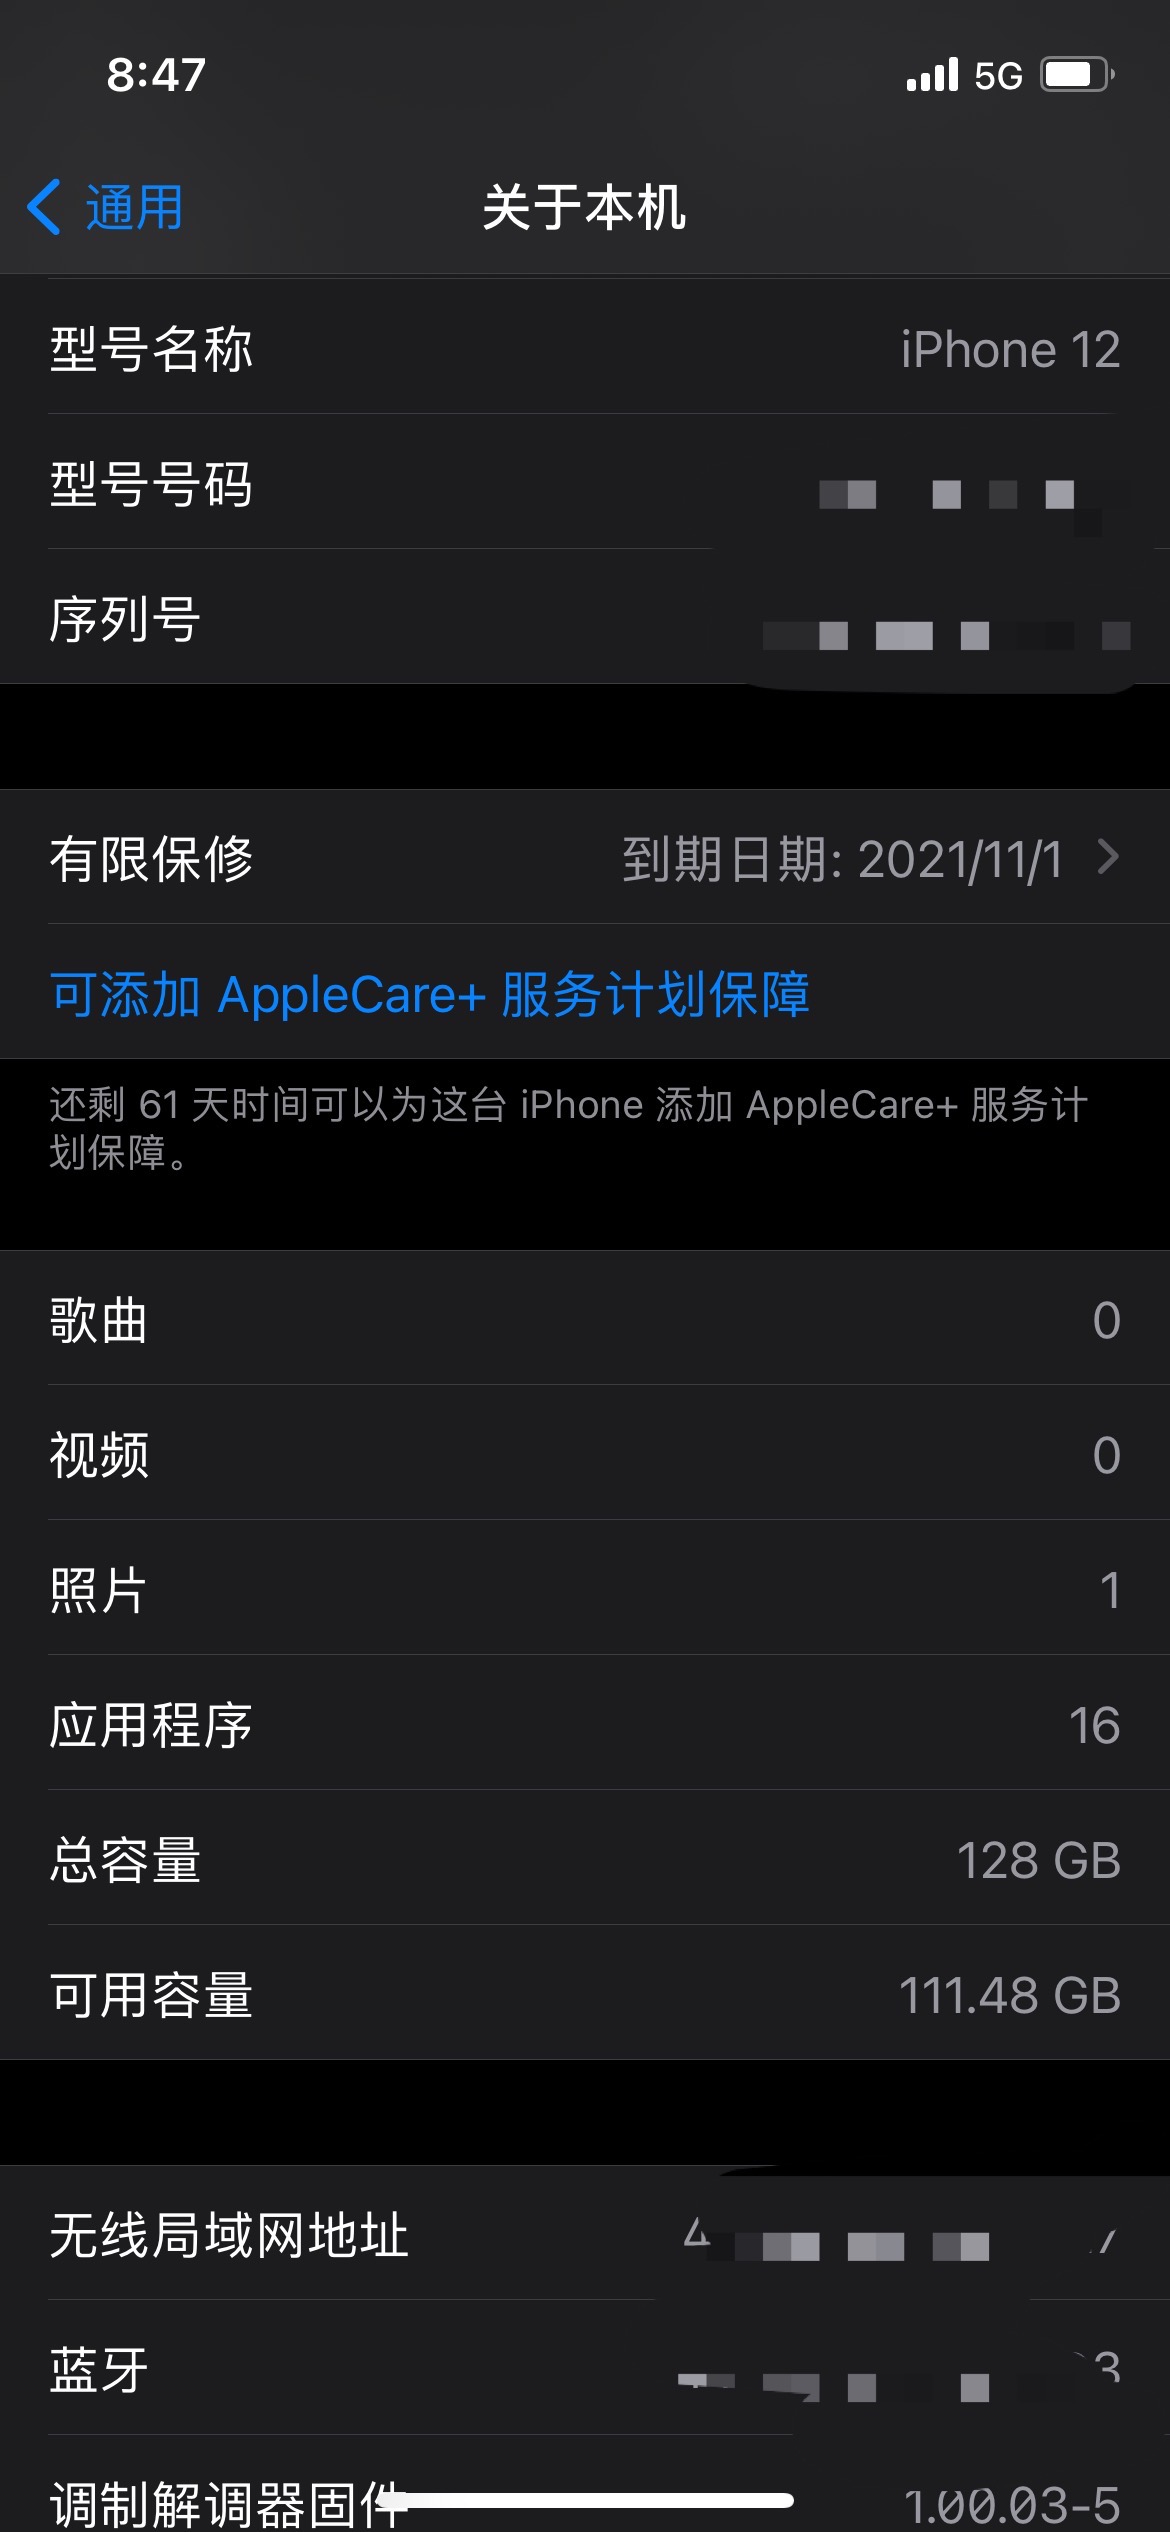 8:47
5G
通用
关于本机
型号名称 iPhone 12
型号号码
序列号
有限保修 到期日期: 2021/11/1
可添加 AppleCare+ 服务计划保障
还剩 61 天时间可以为这台 iPhone 添加 AppleCare+ 服务计
划保障。
歌曲 0
视频 0
照片 1
应用程序 16
总容量 128 GB
可用容量 111.48 GB
无线局域网地址
蓝牙
调制解调器固件 1.00.03-5